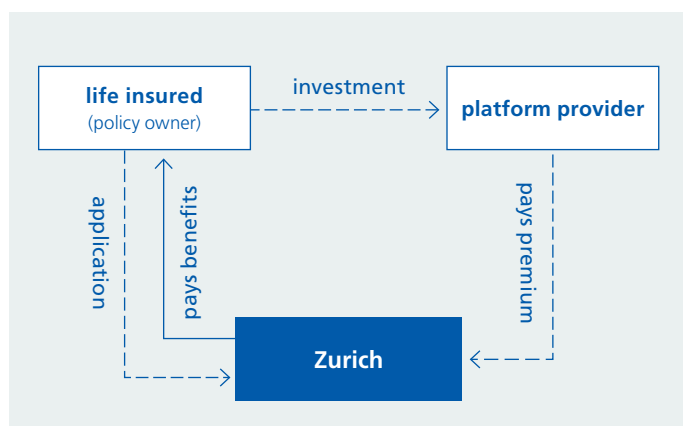 life insured
(policy owner)
investment
platform provider
application
pays benefits
pays premium
Zurich